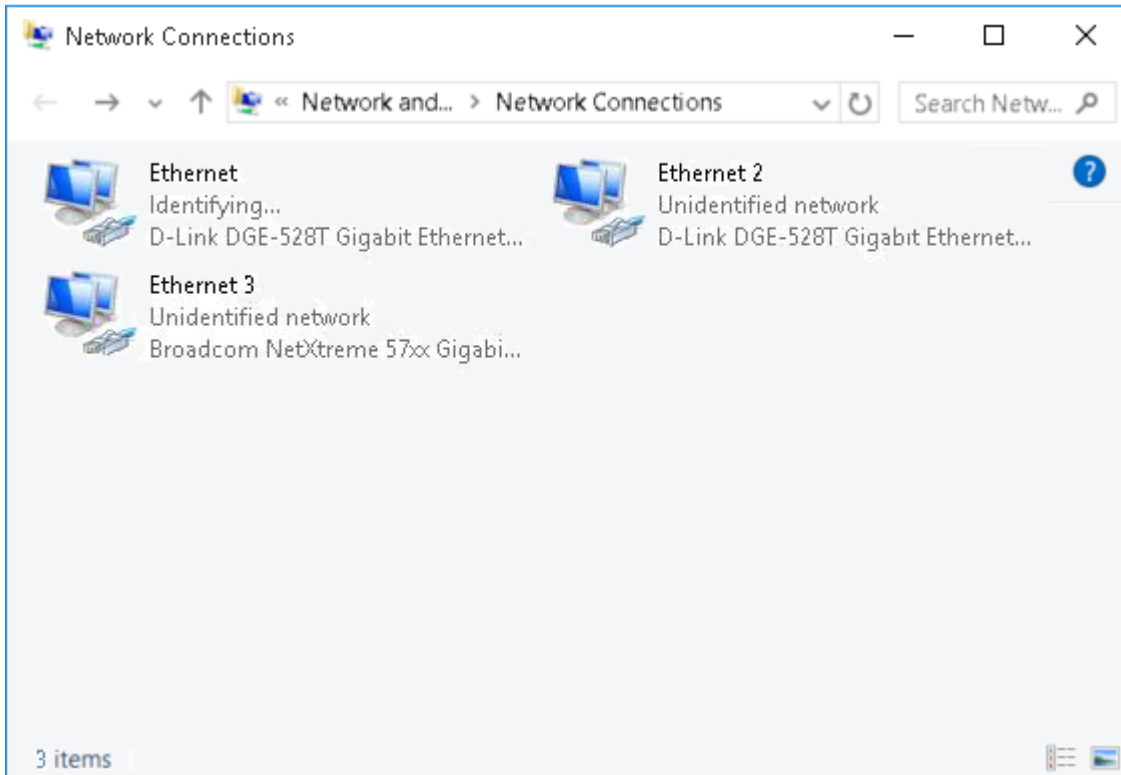 Network Connections
« Network and... > Network Connections
Search Netw...
Ethernet
Identifying...
D-Link DGE-528T Gigabit Ethernet...
Ethernet 2
Unidentified network
D-Link DGE-528T Gigabit Ethernet...
?
Ethernet 3
Unidentified network
Broadcom NetXtreme 57xx Gigabi...
3 items